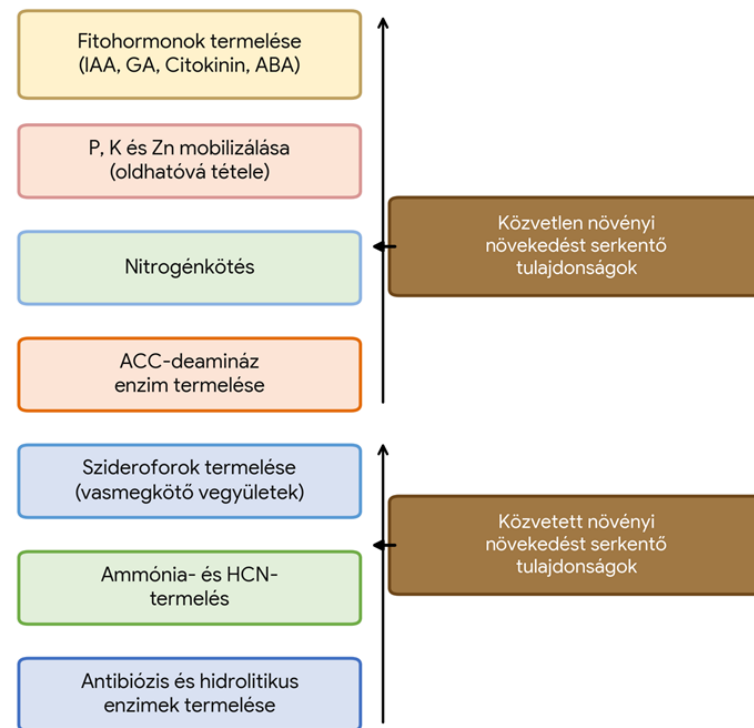 Fitohormonok termelése
(IAA, GA, Citokinin, ABA)
P, K és Zn mobilizálása
(oldhatóvá tétele)
Közvetlen növényi
növekedést serkentő
tulajdonságok
Nitrogénkötés
ACC-deamináz
enzim termelése
Sziderofоrok termelése
(vasmegkötő vegyületek)
Közvetett növényi
növekedést serkentő
tulajdonságok
Ammónia- és HCN-
termelés
Antibiózis és hidrolitikus
enzimek termelése